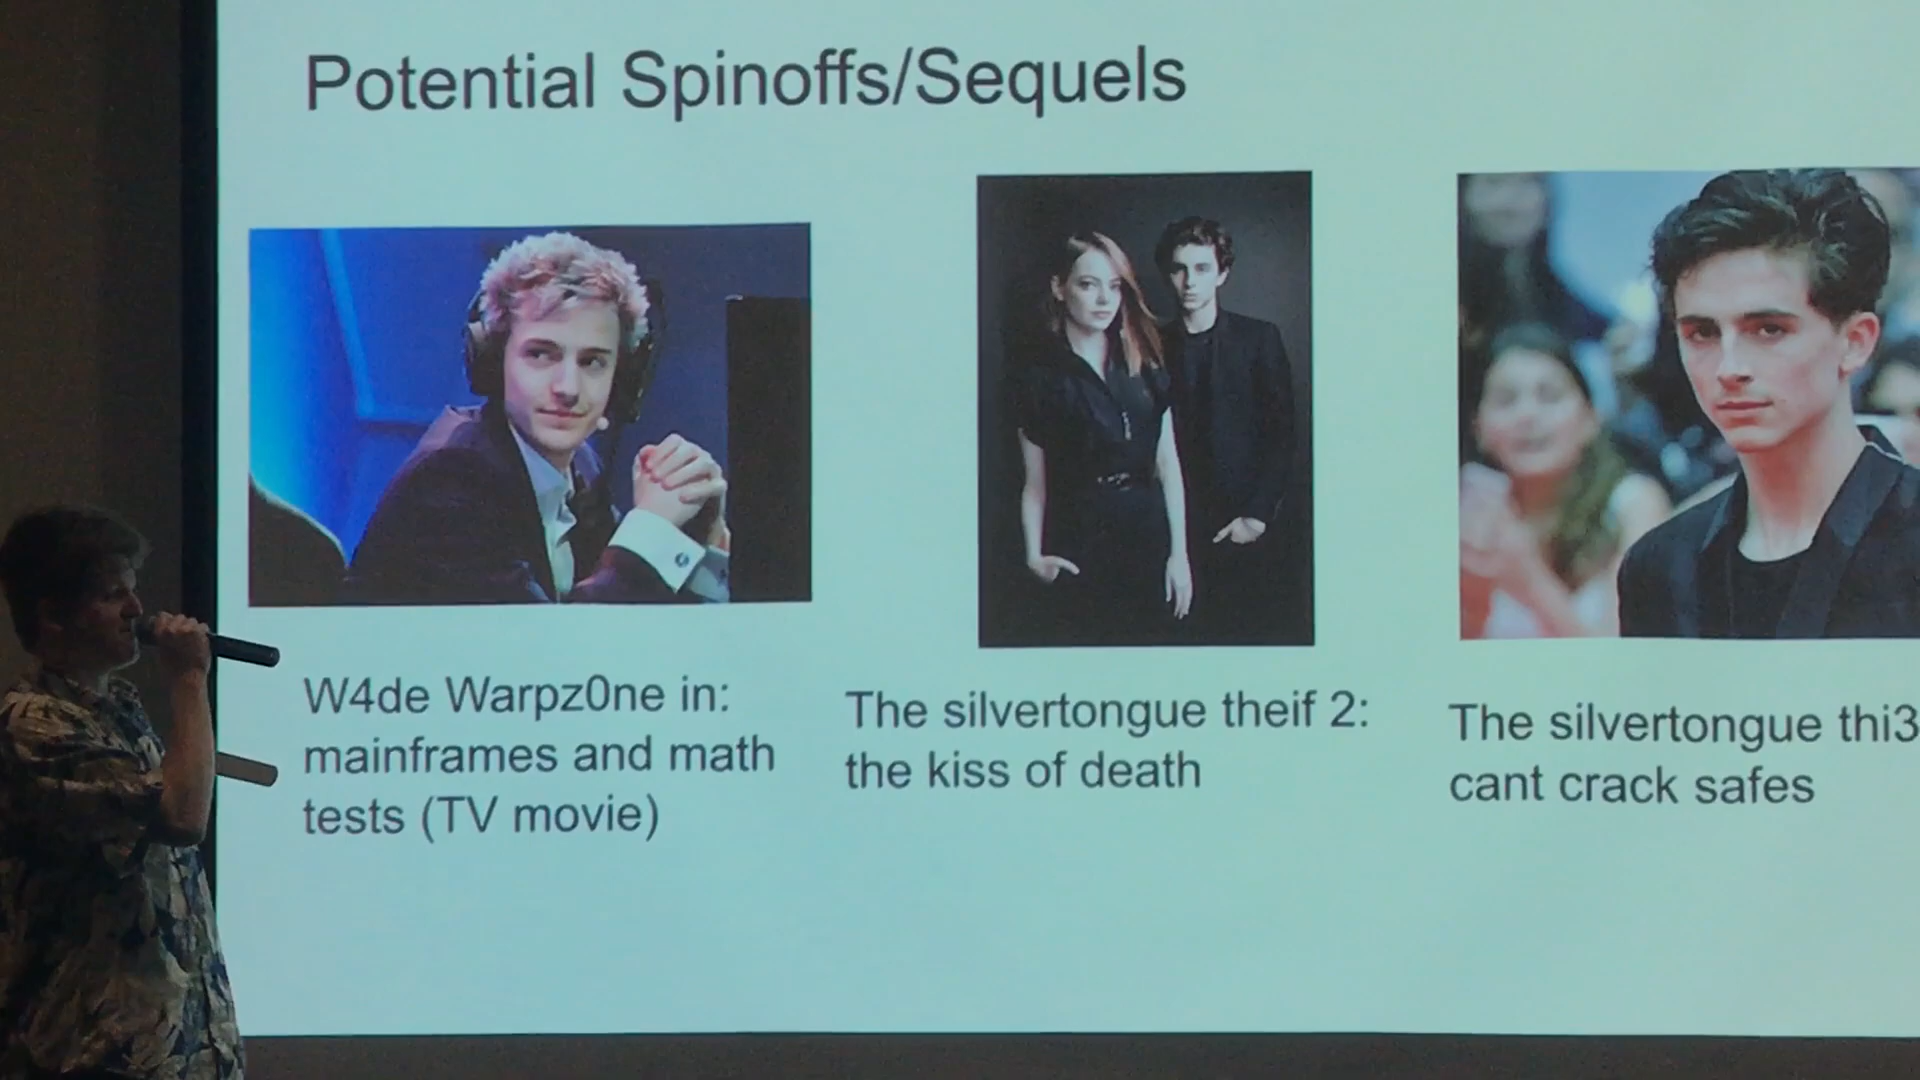 Potential Spinoffs/Sequels
W4de Warpz0ne in:
mainframes and math
tests (TV movie)
The silvertongue theif 2:
the kiss of death
The silvertongue thi3
cant crack safes